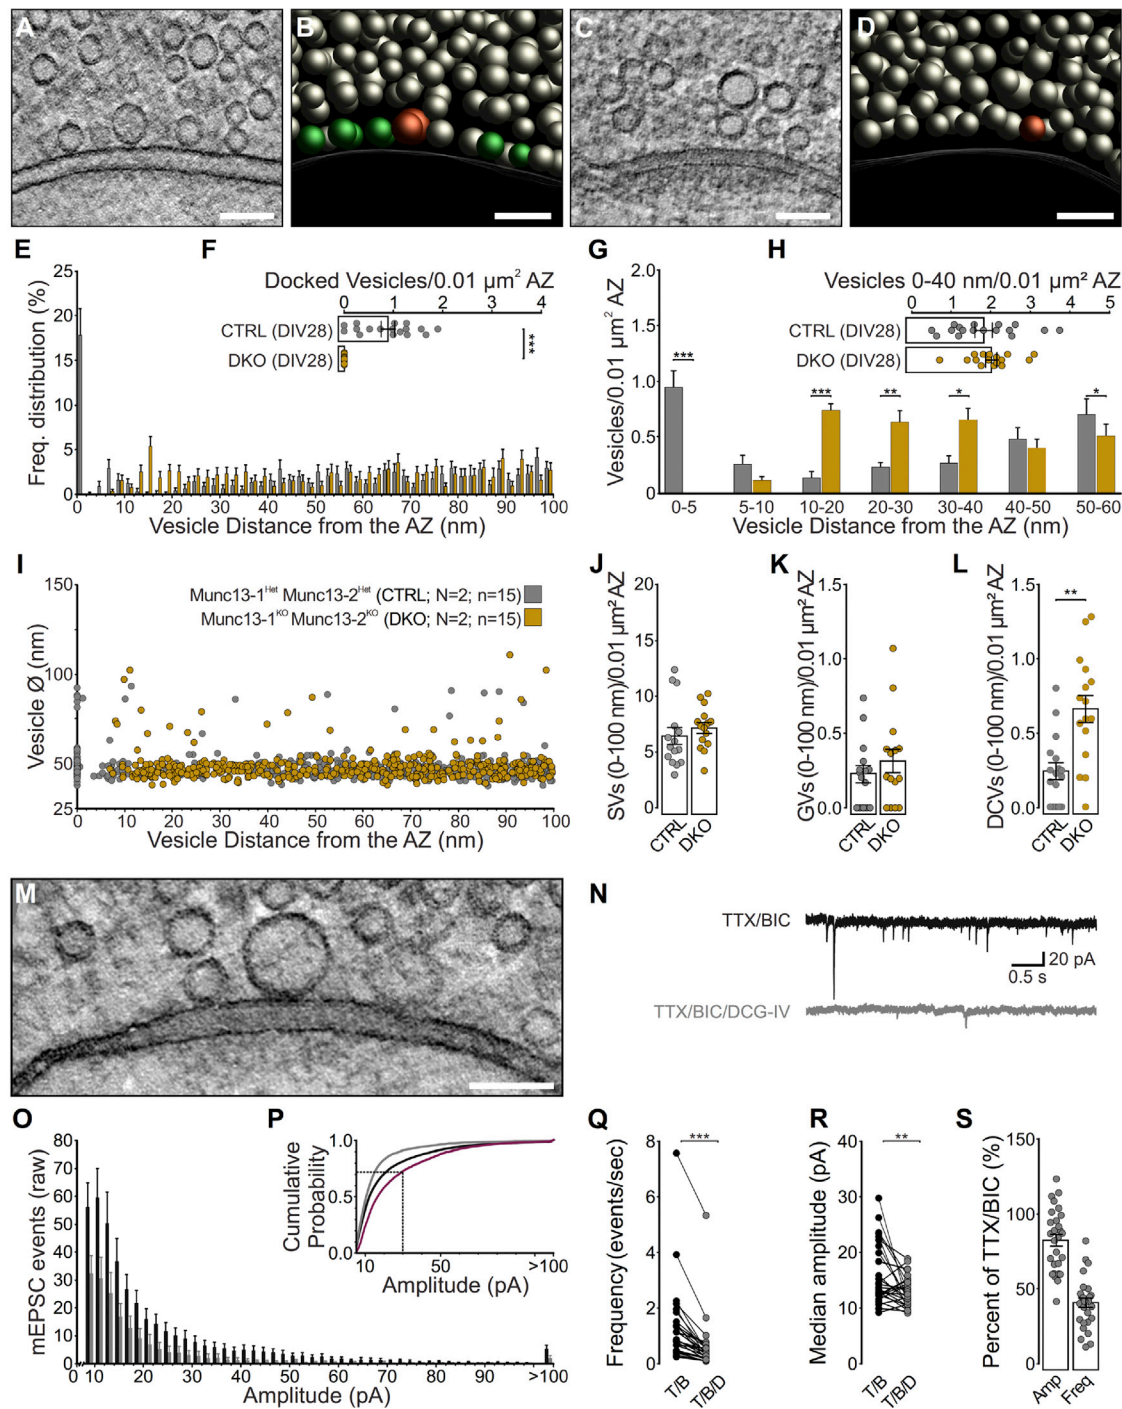 A
B
C
D
E
F
G
H
Docked Vesicles/0.01 µm² AZ
0 1 2 3 4
CTRL (DIV28)
DKO (DIV28)
***
Freq. distribution (%)
25
20
15
10
5
0
0 10 20 30 40 50 60 70 80 90 100
Vesicle Distance from the AZ (nm)
Vesicles 0-40 nm/0.01 µm² AZ
0 1 2 3 4 5
CTRL (DIV28)
DKO (DIV28)
Vesicles/0.01 µm² AZ
2.0
1.5
1.0
0.5
0
*** *** ** * *
0-5 5-10 10-20 20-30 30-40 40-50 50-60
Vesicle Distance from the AZ (nm)
I
Vesicle Ø (nm)
150
100
50
25
Munc13-1Het Munc13-2Het (CTRL; N=2; n=15)
Munc13-1KO Munc13-2KO (DKO; N=2; n=15)
0 10 20 30 40 50 60 70 80 90 100
Vesicle Distance from the AZ (nm)
J
SVs (0-100 nm)/0.01 µm² AZ
20
15
10
5
0
CTRL
DKO
K
GVs (0-100 nm)/0.01 µm² AZ
1.5
1.0
0.5
0.0
CTRL
DKO
L
DCVs (0-100 nm)/0.01 µm² AZ
1.5
1.0
0.5
0.0
**
CTRL
DKO
M
N
TTX/BIC
20 pA
0.5 s
TTX/BIC/DCG-IV
O
mEPSC events (raw)
80
70
60
50
40
30
20
10
0
0 10 20 30 40 50 60 70 80 90 >100
Amplitude (pA)
P
Cumulative
Probability
1.0
0.5
0.0
10 50 >100
Amplitude (pA)
Q
Frequency (events/sec)
8
6
4
2
0
***
T/B
T/B/D
R
Median amplitude (pA)
40
30
20
10
0
**
T/B
T/B/D
S
Percent of TTX/BIC (%)
150
100
50
0
Amp
Freq